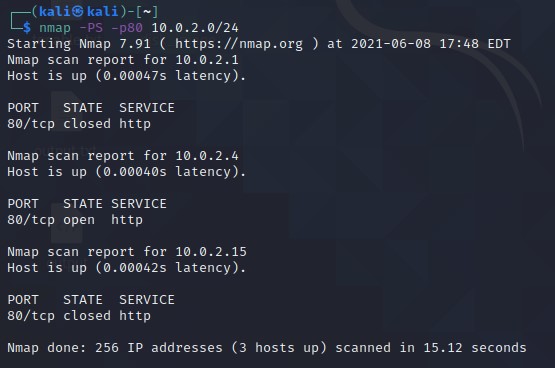 (kali㉿kali)-[~]
$ nmap -PS -p80 10.0.2.0/24
Starting Nmap 7.91 ( https://nmap.org ) at 2021-06-08 17:48 EDT
Nmap scan report for 10.0.2.1
Host is up (0.00047s latency).
PORT   STATE  SERVICE
80/tcp closed http
Nmap scan report for 10.0.2.4
Host is up (0.00040s latency).
PORT   STATE SERVICE
80/tcp open  http
Nmap scan report for 10.0.2.15
Host is up (0.00042s latency).
PORT   STATE  SERVICE
80/tcp closed http
Nmap done: 256 IP addresses (3 hosts up) scanned in 15.12 seconds